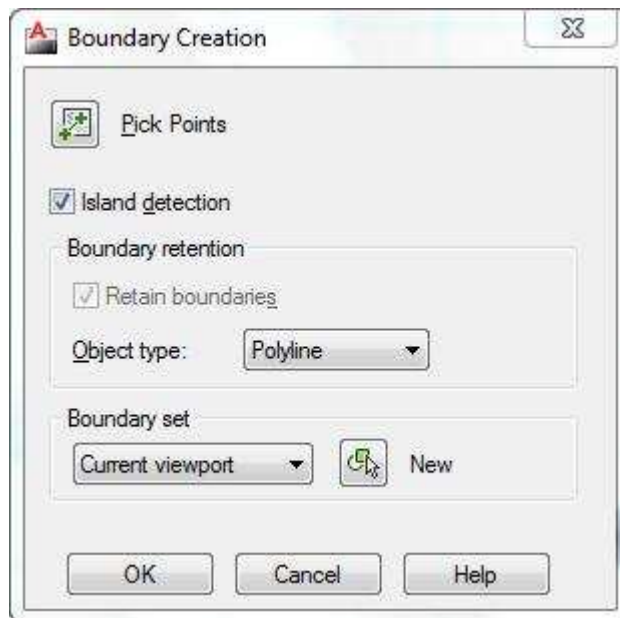 Boundary Creation
Pick Points
Island detection
Boundary retention
Retain boundaries
Object type: Polyline
Boundary set
Current viewport New
OK Cancel Help